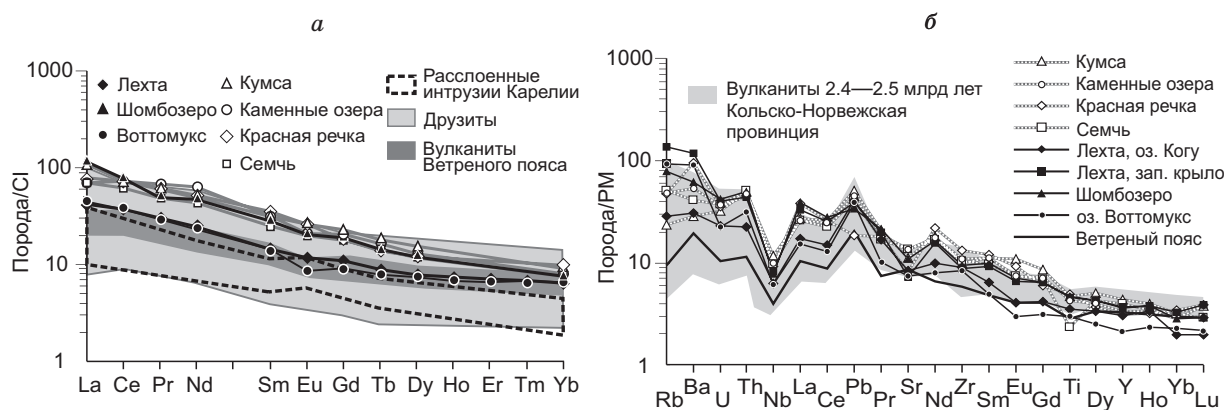 а
Порода/CI
1000
100
10
1
Лехта
Шомбозеро
Воттомукс
Кумса
Каменные озера
Красная речка
Семчь
Расслоенные
интрузии Карелии
Друзиты
Вулканиты
Ветреного пояса
La Ce Pr Nd Sm Eu Gd Tb Dy Ho Er Tm Yb
б
Порода/PM
1000
100
10
1
Вулканиты 2.4—2.5 млрд лет
Кольско-Норвежская
провинция
Кумса
Каменные озера
Красная речка
Семчь
Лехта, оз. Когу
Лехта, зап. крыло
Шомбозеро
оз. Воттомукс
Ветреный пояс
Rb Ba U Th Nb La Ce Pb Pr Sr Nd Zr Sm Eu Gd Ti Dy Y Ho Yb Lu